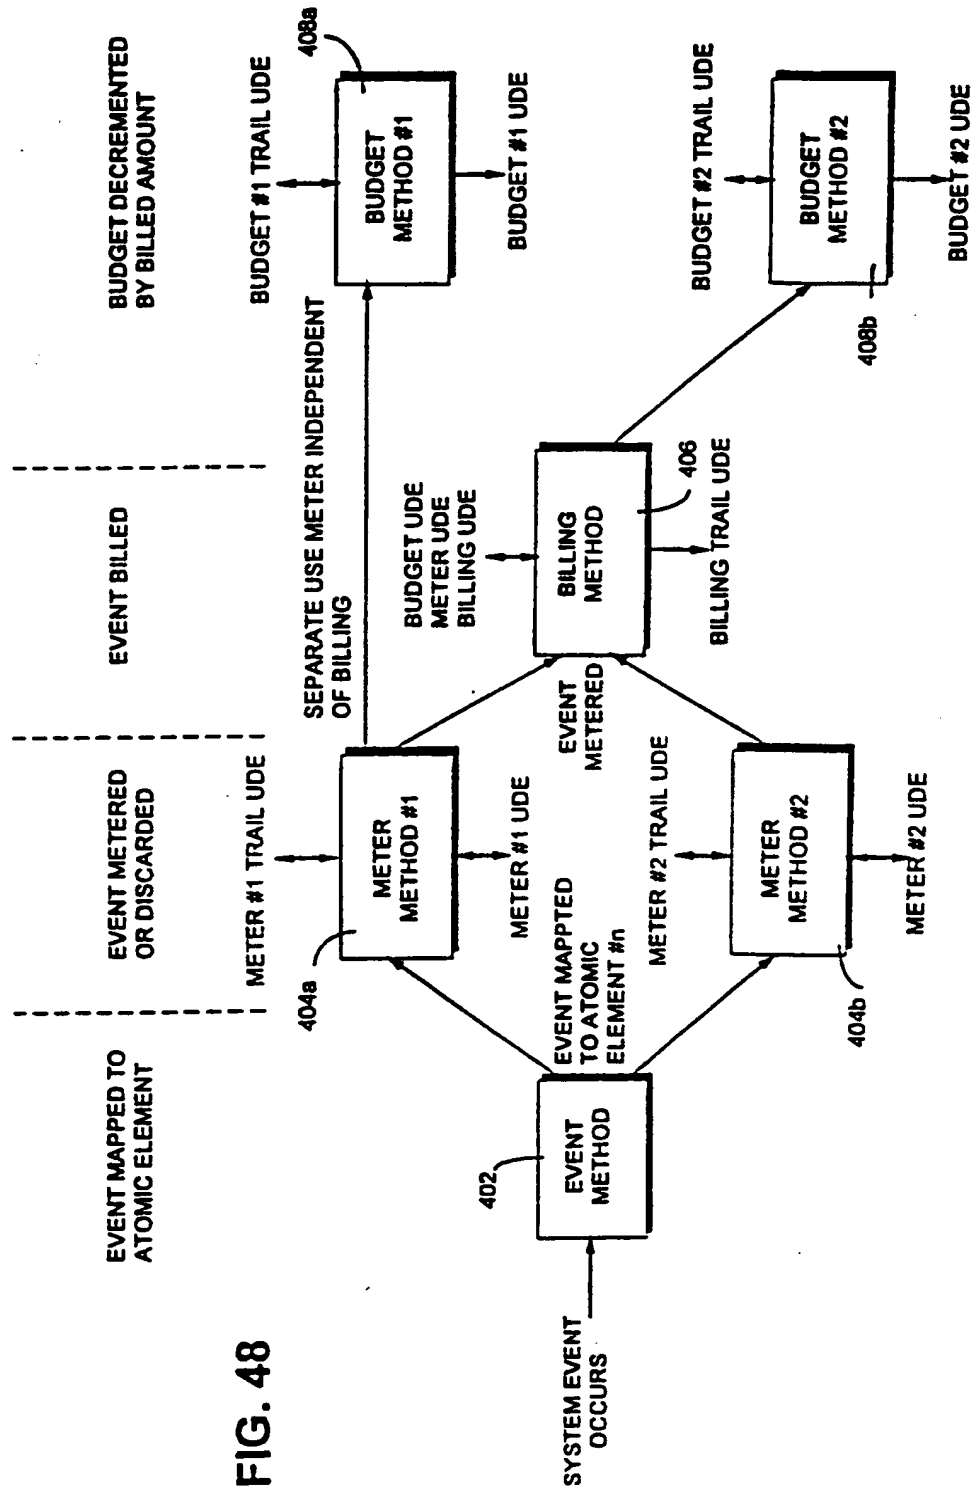 FIG. 48
EVENT MAPPED TO
ATOMIC ELEMENT
EVENT METERED
OR DISCARDED
EVENT BILLED
BUDGET DECREMENTED
BY BILLED AMOUNT
SYSTEM EVENT
OCCURS
402
EVENT
METHOD
EVENT MAPPTED
TO ATOMIC
ELEMENT #n
METER #1 TRAIL UDE
404a
METER
METHOD #1
METER #1 UDE
METER #2 TRAIL UDE
METER
METHOD #2
404b
METER #2 UDE
SEPARATE USE METER INDEPENDENT
OF BILLING
EVENT
METERED
BUDGET UDE
METER UDE
BILLING UDE
BILLING
METHOD
406
BILLING TRAIL UDE
BUDGET #1 TRAIL UDE
408a
BUDGET
METHOD #1
BUDGET #1 UDE
BUDGET #2 TRAIL UDE
BUDGET
METHOD #2
408b
BUDGET #2 UDE